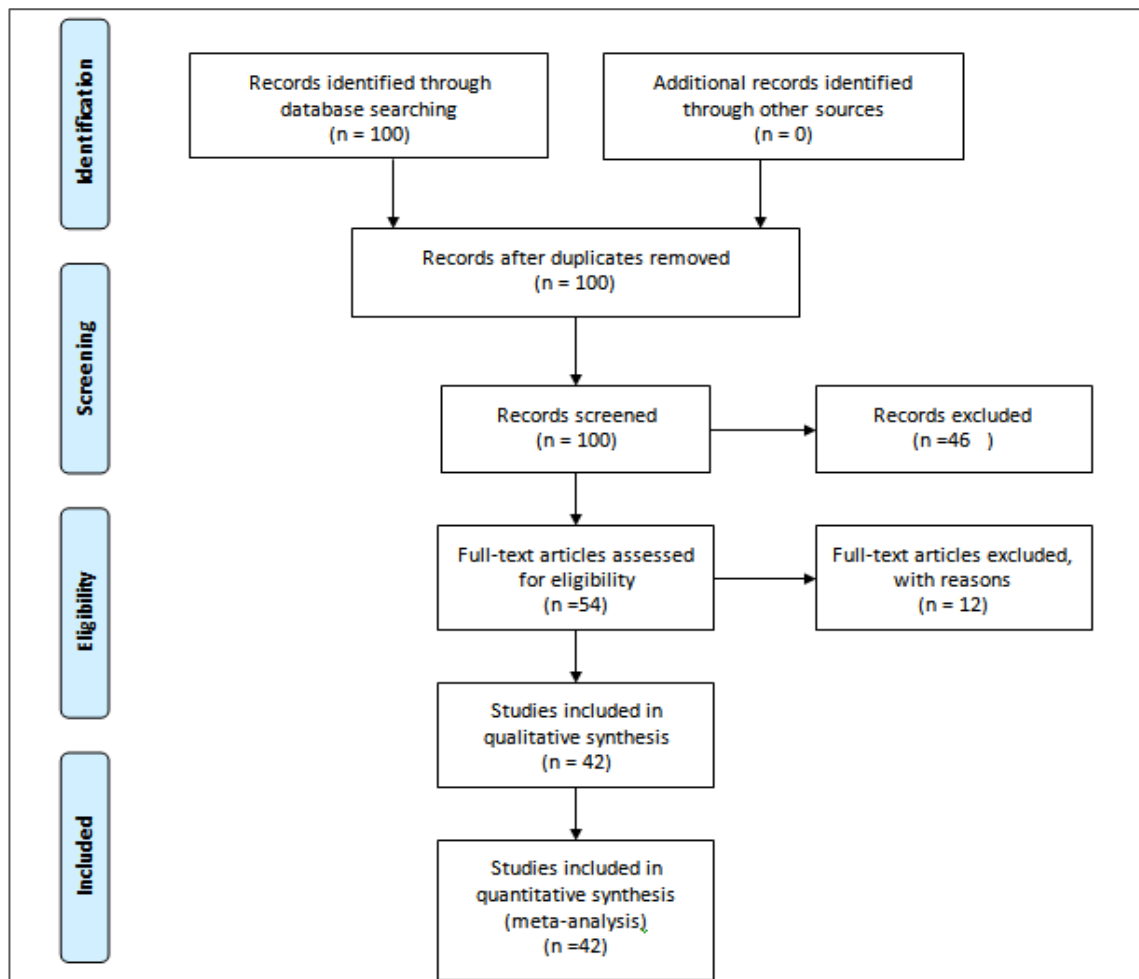 Identification
Records identified through
database searching
(n = 100)
Additional records identified
through other sources
(n = 0)
Records after duplicates removed
(n = 100)
Screening
Records screened
(n = 100)
Records excluded
(n =46   )
Eligibility
Full-text articles assessed
for eligibility
(n =54)
Full-text articles excluded,
with reasons
(n = 12)
Studies included in
qualitative synthesis
(n = 42)
Included
Studies included in
quantitative synthesis
(meta-analysis)
(n =42)